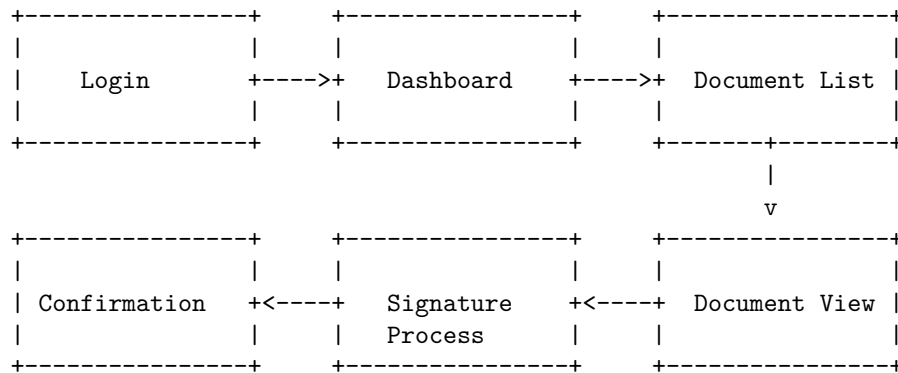 Login
Dashboard
Document List
v
Confirmation
Signature
Process
Document View